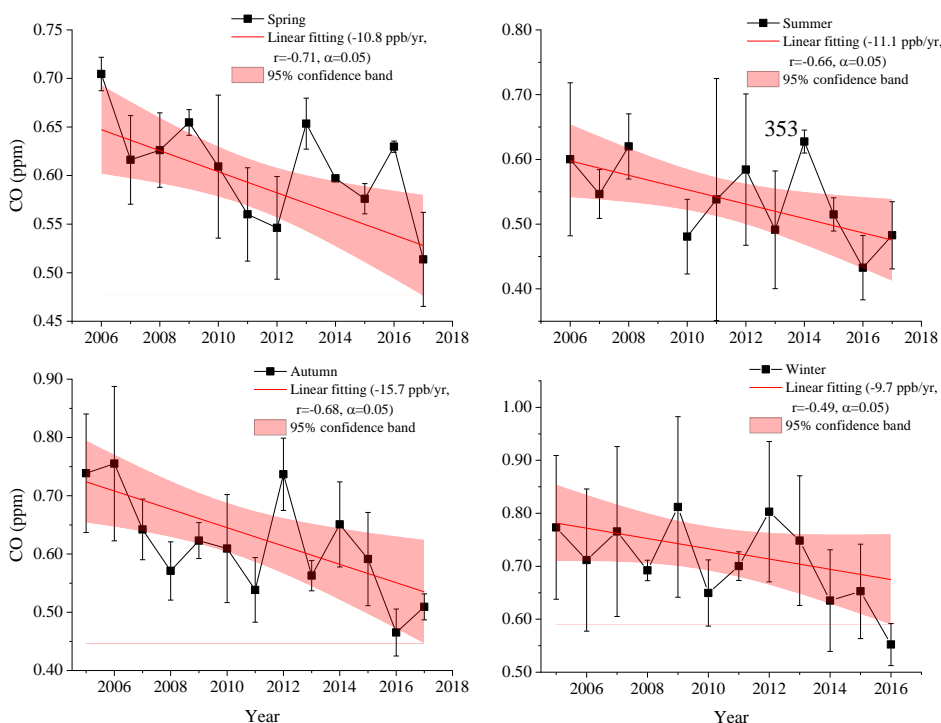 Spring
Linear fitting (-10.8 ppb/yr,
r=-0.71, α=0.05)
95% confidence band
CO (ppm)
0.75
0.70
0.65
0.60
0.55
0.50
0.45
2006 2008 2010 2012 2014 2016 2018
Summer
Linear fitting (-11.1 ppb/yr,
r=-0.66, α=0.05)
95% confidence band
353
0.80
0.70
0.60
0.50
0.40
2006 2008 2010 2012 2014 2016 2018
Autumn
Linear fitting (-15.7 ppb/yr,
r=-0.68, α=0.05)
95% confidence band
CO (ppm)
0.90
0.80
0.70
0.60
0.50
0.40
2006 2008 2010 2012 2014 2016 2018
Year
Winter
Linear fitting (-9.7 ppb/yr,
r=-0.49, α=0.05)
95% confidence band
1.00
0.90
0.80
0.70
0.60
0.50
2006 2008 2010 2012 2014 2016
Year